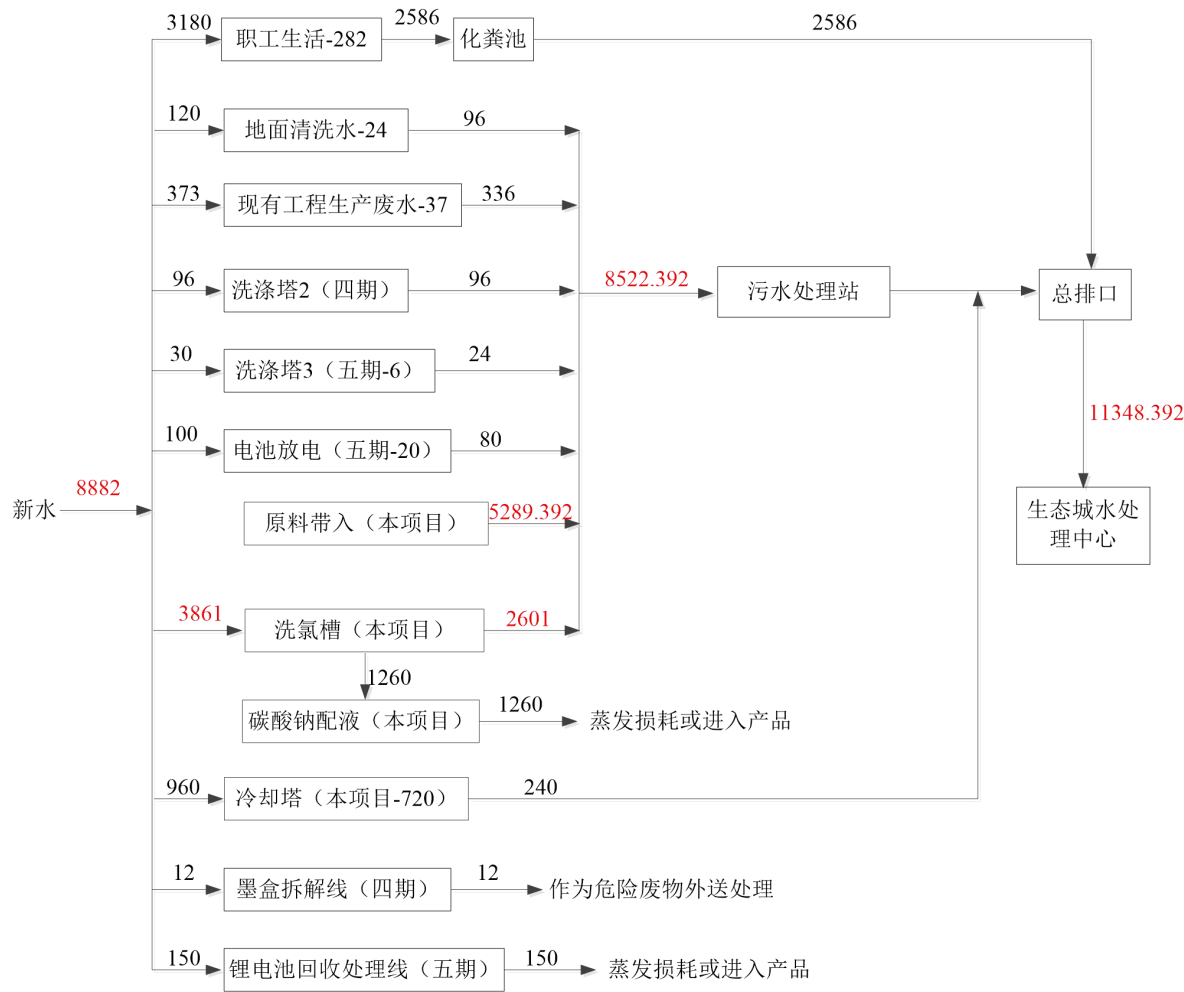 3180
职工生活-282
2586
化粪池
2586
120
地面清洗水-24
96
373
现有工程生产废水-37
336
96
洗涤塔2（四期）
96
8522.392
污水处理站
总排口
30
洗涤塔3（五期-6）
24
11348.392
100
电池放电（五期-20）
80
新水
8882
原料带入（本项目）
5289.392
生态城水处
理中心
3861
洗氯槽（本项目）
2601
1260
碳酸钠配液（本项目）
1260
蒸发损耗或进入产品
960
冷却塔（本项目-720）
240
12
墨盒拆解线（四期）
12
作为危险废物外送处理
150
锂电池回收处理线（五期）
150
蒸发损耗或进入产品